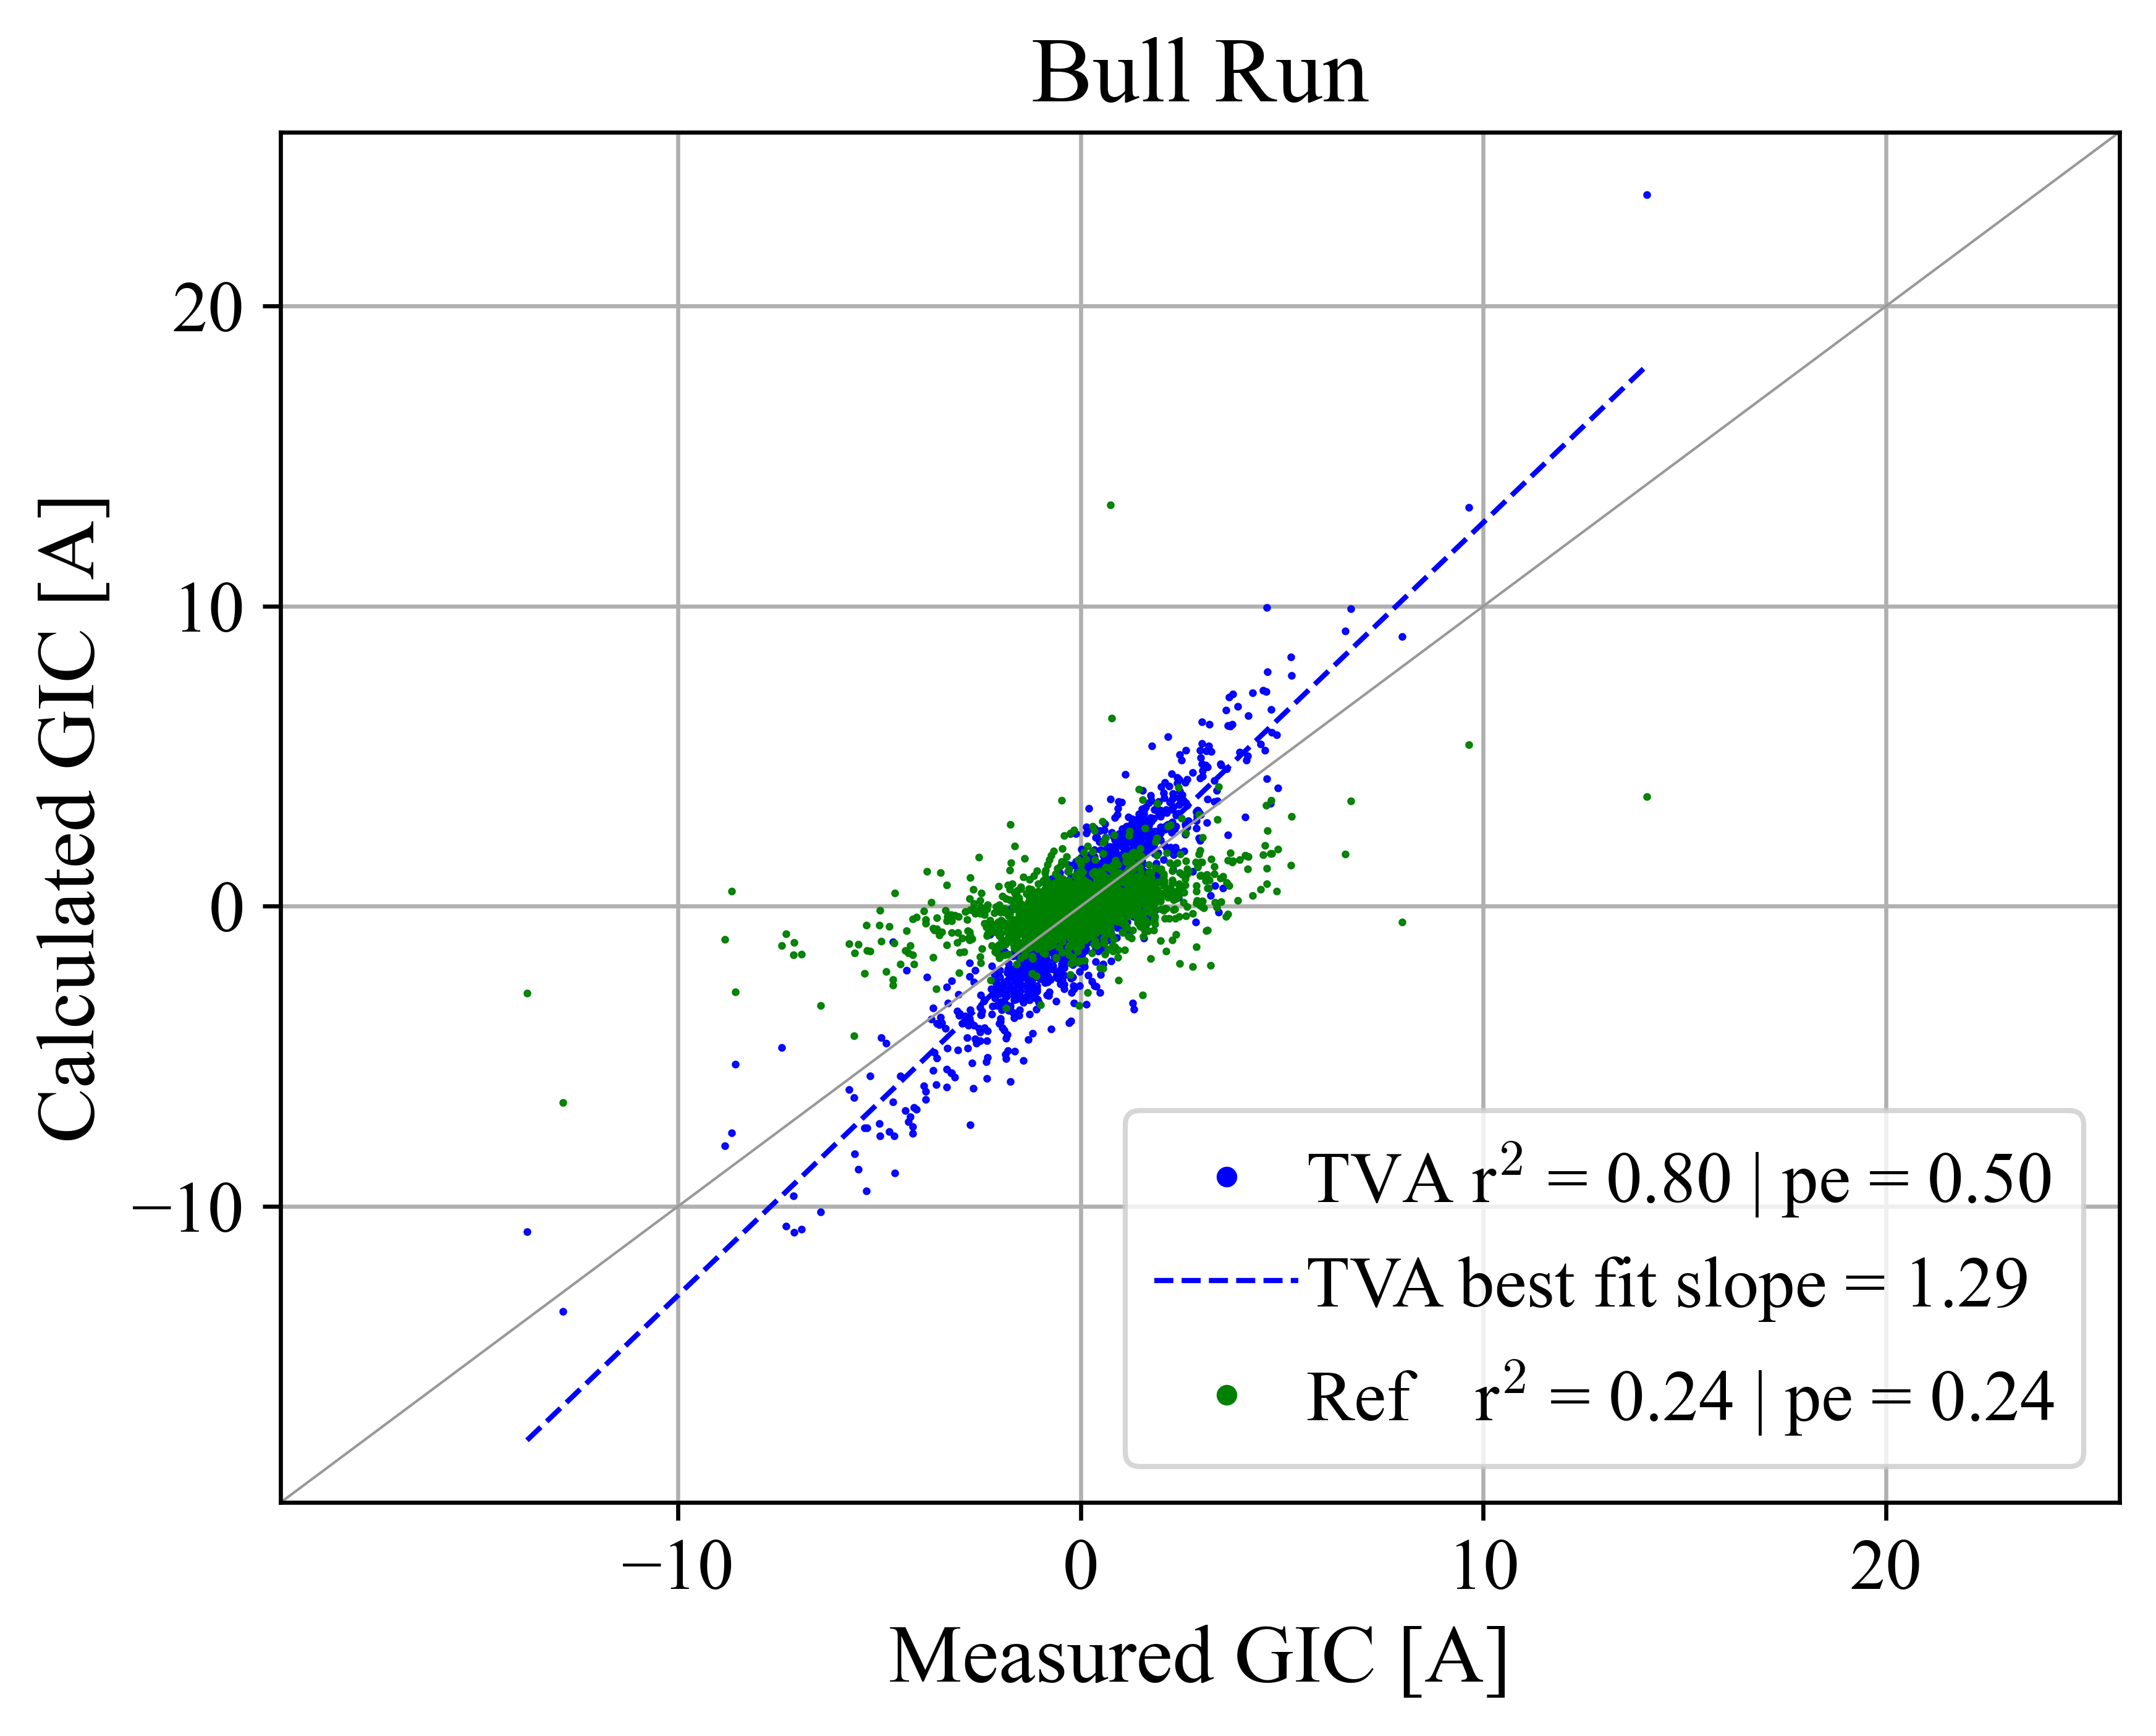 Bull Run
Calculated GIC [A]
20
10
0
−10
TVA r² = 0.80 | pe = 0.50
TVA best fit slope = 1.29
Ref r² = 0.24 | pe = 0.24
−10 0 10 20
Measured GIC [A]